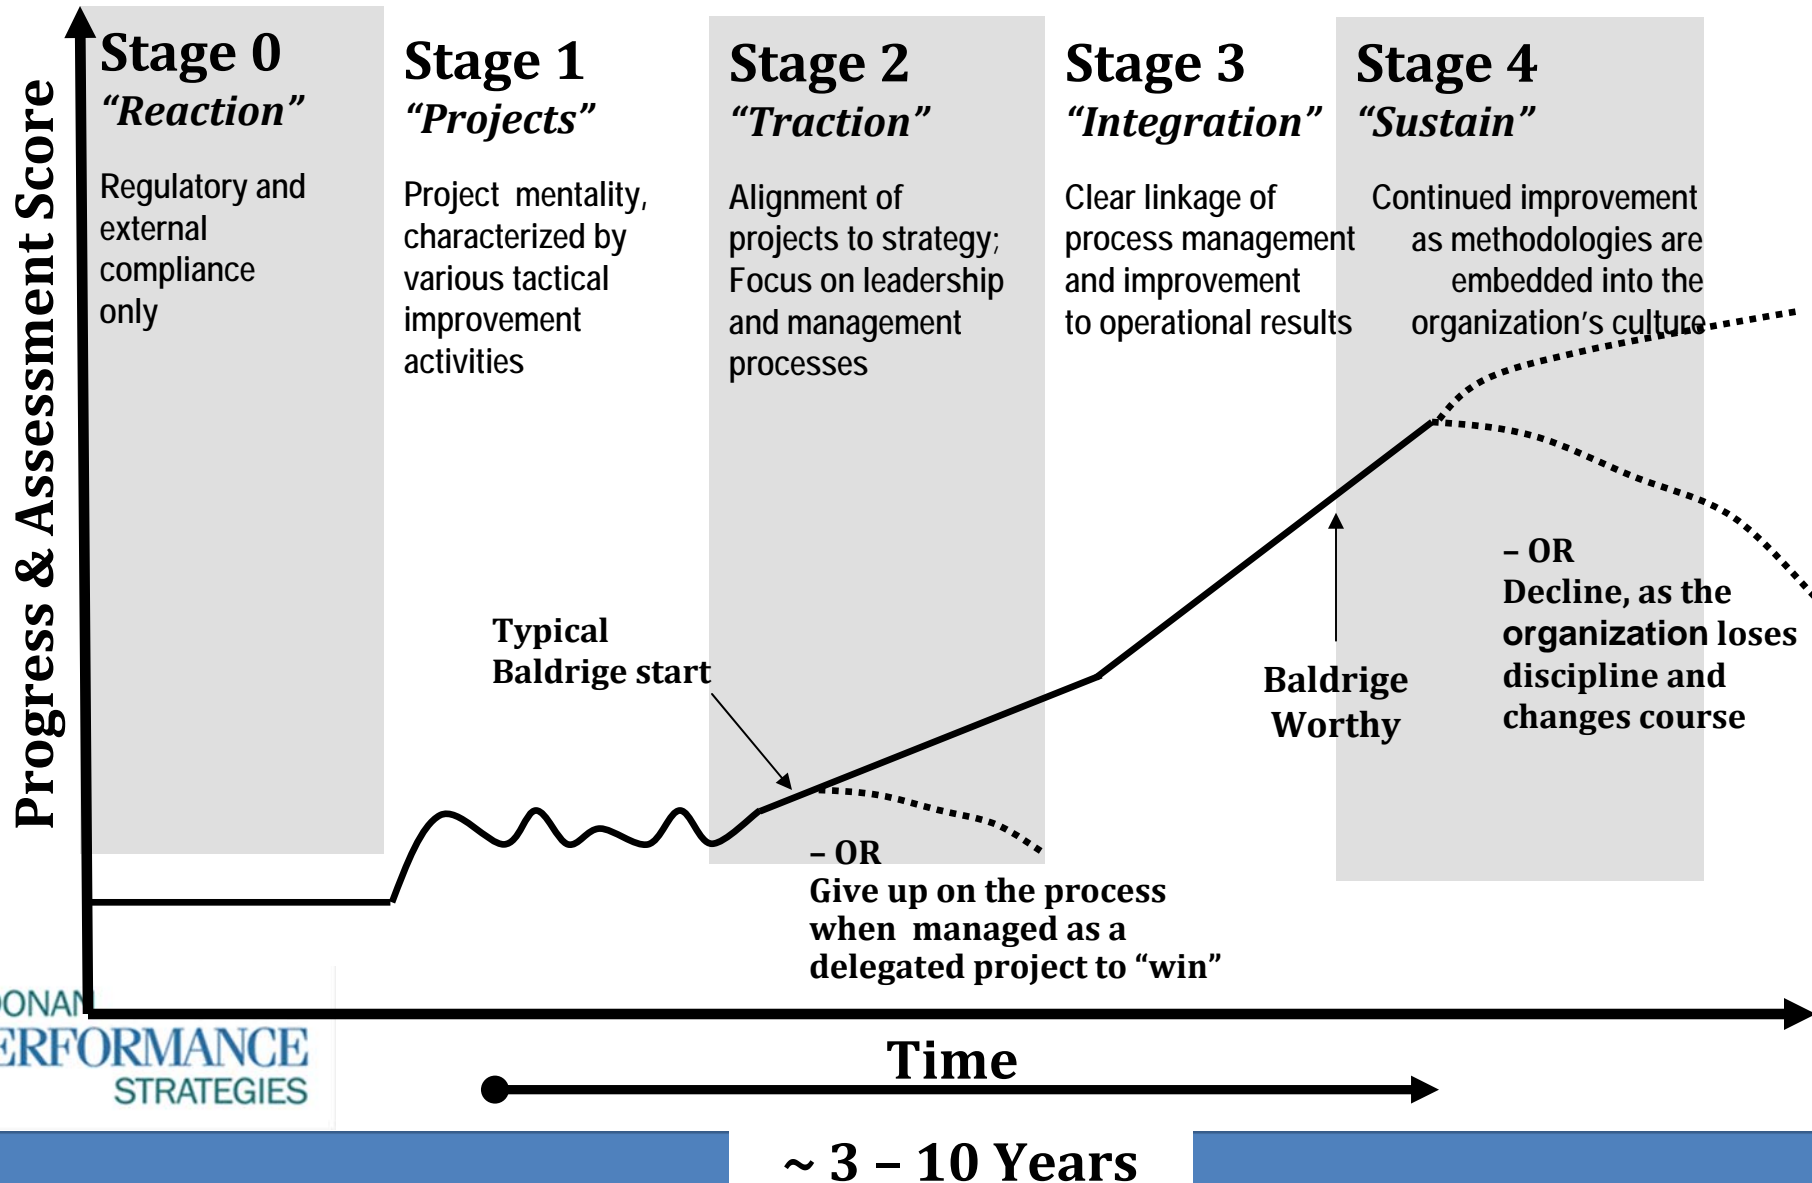 Progress & Assessment Score
Stage 0
“Reaction”
Regulatory and
external
compliance
only
Stage 1
“Projects”
Project  mentality,
characterized by
various tactical
improvement
activities
Stage 2
“Traction”
Alignment of
projects to strategy;
Focus on leadership
and management
processes
Stage 3
“Integration”
Clear linkage of
process management
and improvement
to operational results
Stage 4
“Sustain”
Continued improvement
as methodologies are
embedded into the
organization’s culture
Typical
Baldrige start
– OR
Give up on the process
when  managed as a
delegated project to “win”
Baldrige
Worthy
– OR
Decline, as the
organization loses
discipline and
changes course
ONAN
ERFORMANCE
STRATEGIES
Time
~ 3 – 10 Years